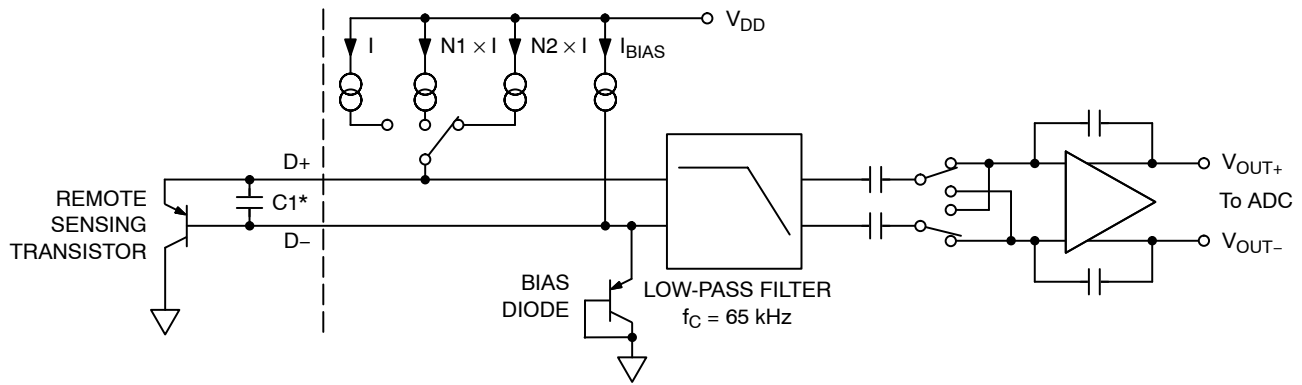 V_DD
I N1 × I N2 × I I_BIAS
D+
REMOTE
SENSING
TRANSISTOR
C1*
D−
V_OUT+
To ADC
V_OUT−
BIAS
DIODE
LOW-PASS FILTER
f_C = 65 kHz